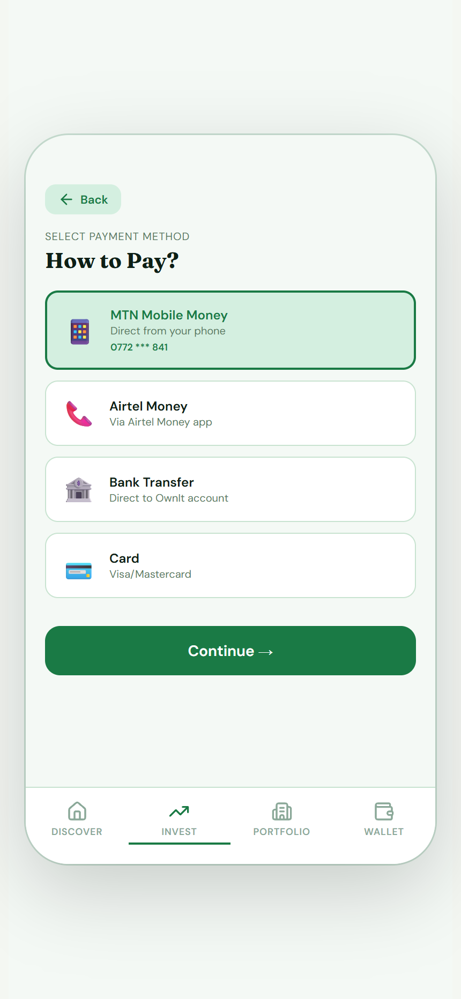 ← Back
SELECT PAYMENT METHOD
How to Pay?
MTN Mobile Money
Direct from your phone
0772 *** 841
Airtel Money
Via Airtel Money app
Bank Transfer
Direct to OwnIt account
Card
Visa/Mastercard
Continue →
DISCOVER
INVEST
PORTFOLIO
WALLET